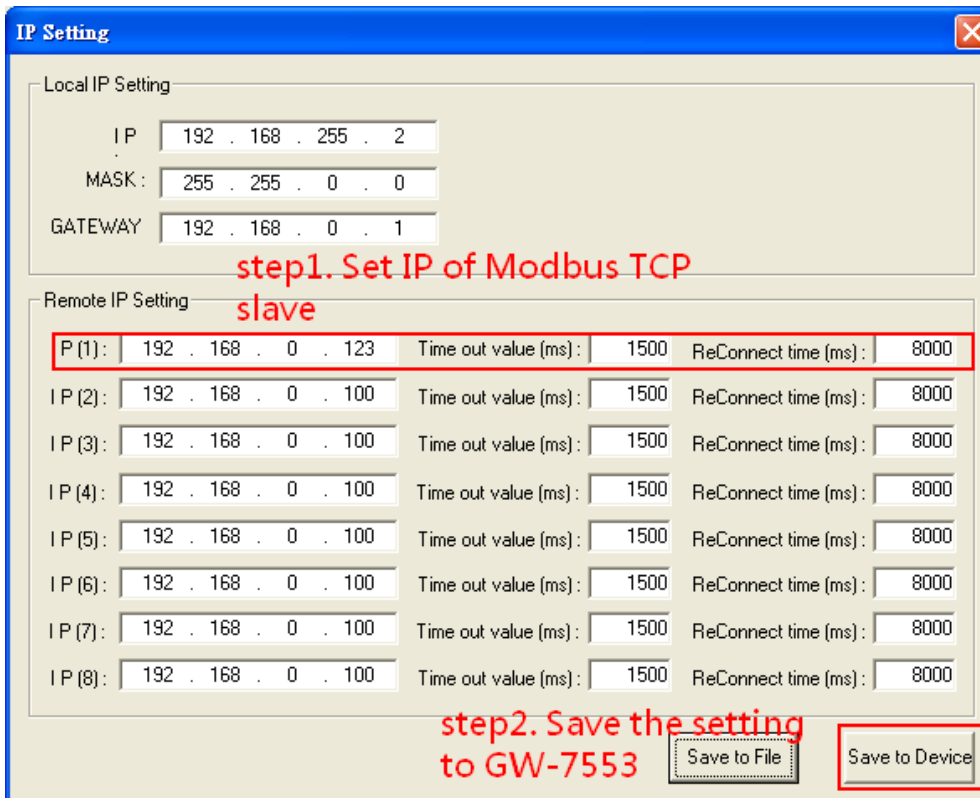 IP Setting
Local IP Setting
I P
.
192 . 168 . 255 . 2
MASK :
255 . 255 . 0 . 0
GATEWAY
192 . 168 . 0 . 1
step1. Set IP of Modbus TCP
slave
Remote IP Setting
P (1) : 192 . 168 . 0 . 123 Time out value (ms) : 1500 ReConnect time (ms) : 8000
I P (2) : 192 . 168 . 0 . 100 Time out value (ms) : 1500 ReConnect time (ms) : 8000
I P (3) : 192 . 168 . 0 . 100 Time out value (ms) : 1500 ReConnect time (ms) : 8000
I P (4) : 192 . 168 . 0 . 100 Time out value (ms) : 1500 ReConnect time (ms) : 8000
I P (5) : 192 . 168 . 0 . 100 Time out value (ms) : 1500 ReConnect time (ms) : 8000
I P (6) : 192 . 168 . 0 . 100 Time out value (ms) : 1500 ReConnect time (ms) : 8000
I P (7) : 192 . 168 . 0 . 100 Time out value (ms) : 1500 ReConnect time (ms) : 8000
I P (8) : 192 . 168 . 0 . 100 Time out value (ms) : 1500 ReConnect time (ms) : 8000
step2. Save the setting
to GW-7553
Save to File
Save to Device